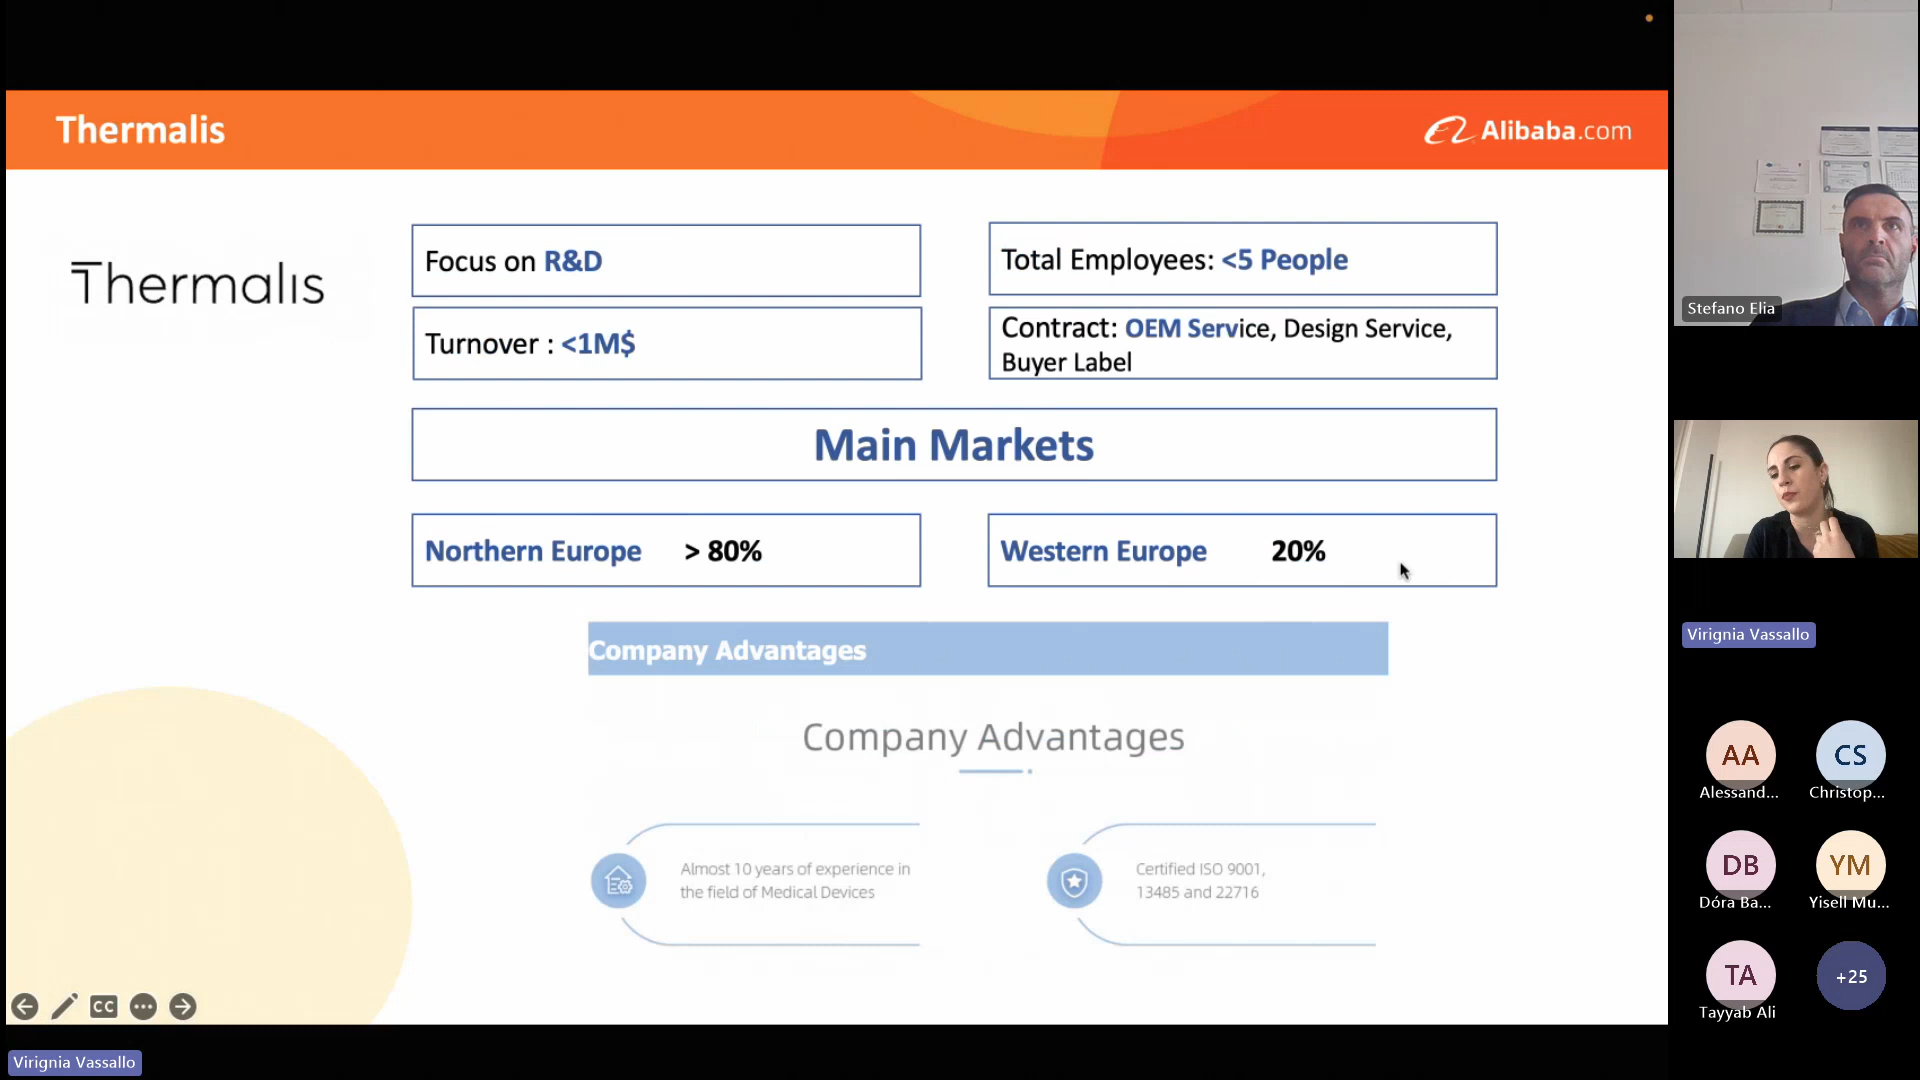 Thermalis
Alibaba.com
Thermalis
Focus on R&D
Total Employees: <5 People
Turnover : <1M$
Contract: OEM Service, Design Service,
Buyer Label
Main Markets
Northern Europe > 80%
Western Europe 20%
Company Advantages
Company Advantages
Almost 10 years of experience in
the field of Medical Devices
Certified ISO 9001,
13485 and 22716
CC
Virignia Vassallo
Stefano Elia
Virignia Vassallo
AA
Alessand...
CS
Christop...
DB
Dóra Ba...
YM
Yisell Mu...
TA
Tayyab Ali
+25